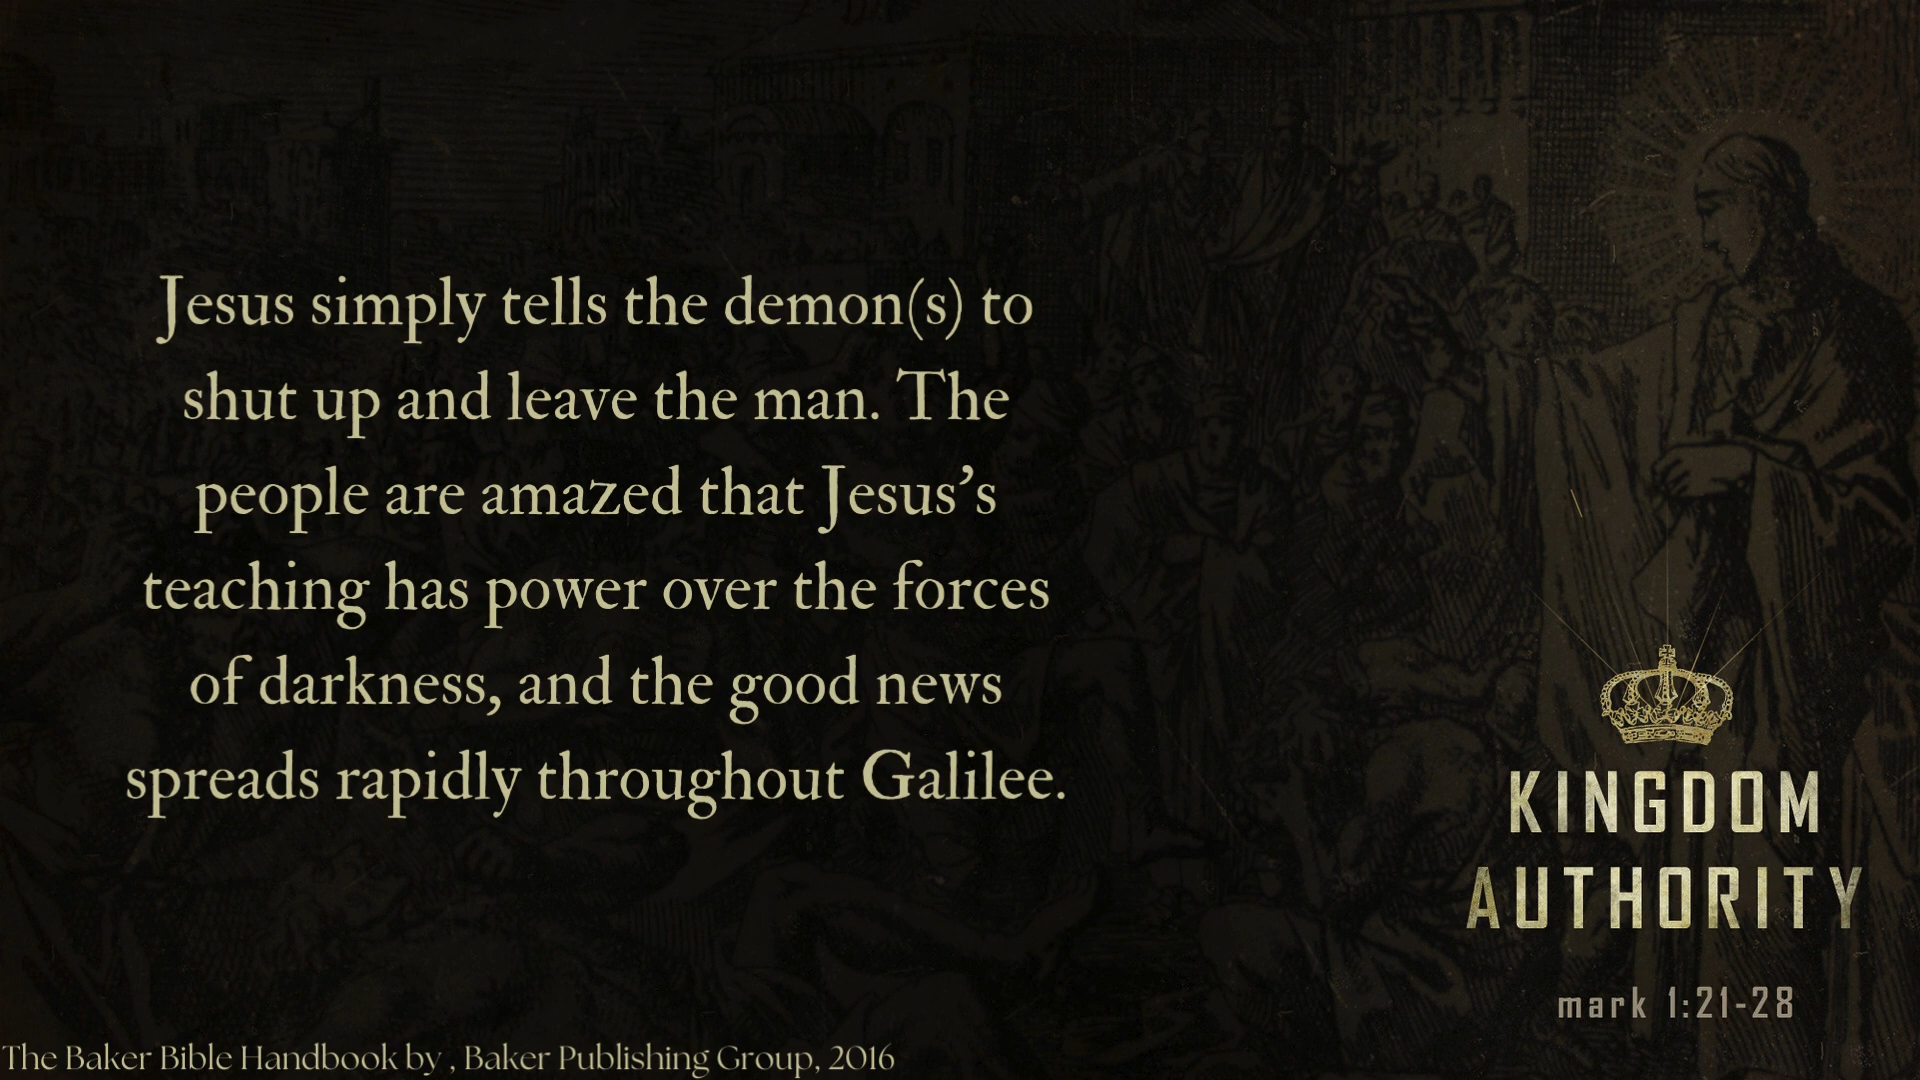 Jesus simply tells the demon(s) to
shut up and leave the man. The
people are amazed that Jesus’s
teaching has power over the forces
of darkness, and the good news
spreads rapidly throughout Galilee.
KINGDOM
AUTHORITY
mark 1:21-28
The Baker Bible Handbook by , Baker Publishing Group, 2016